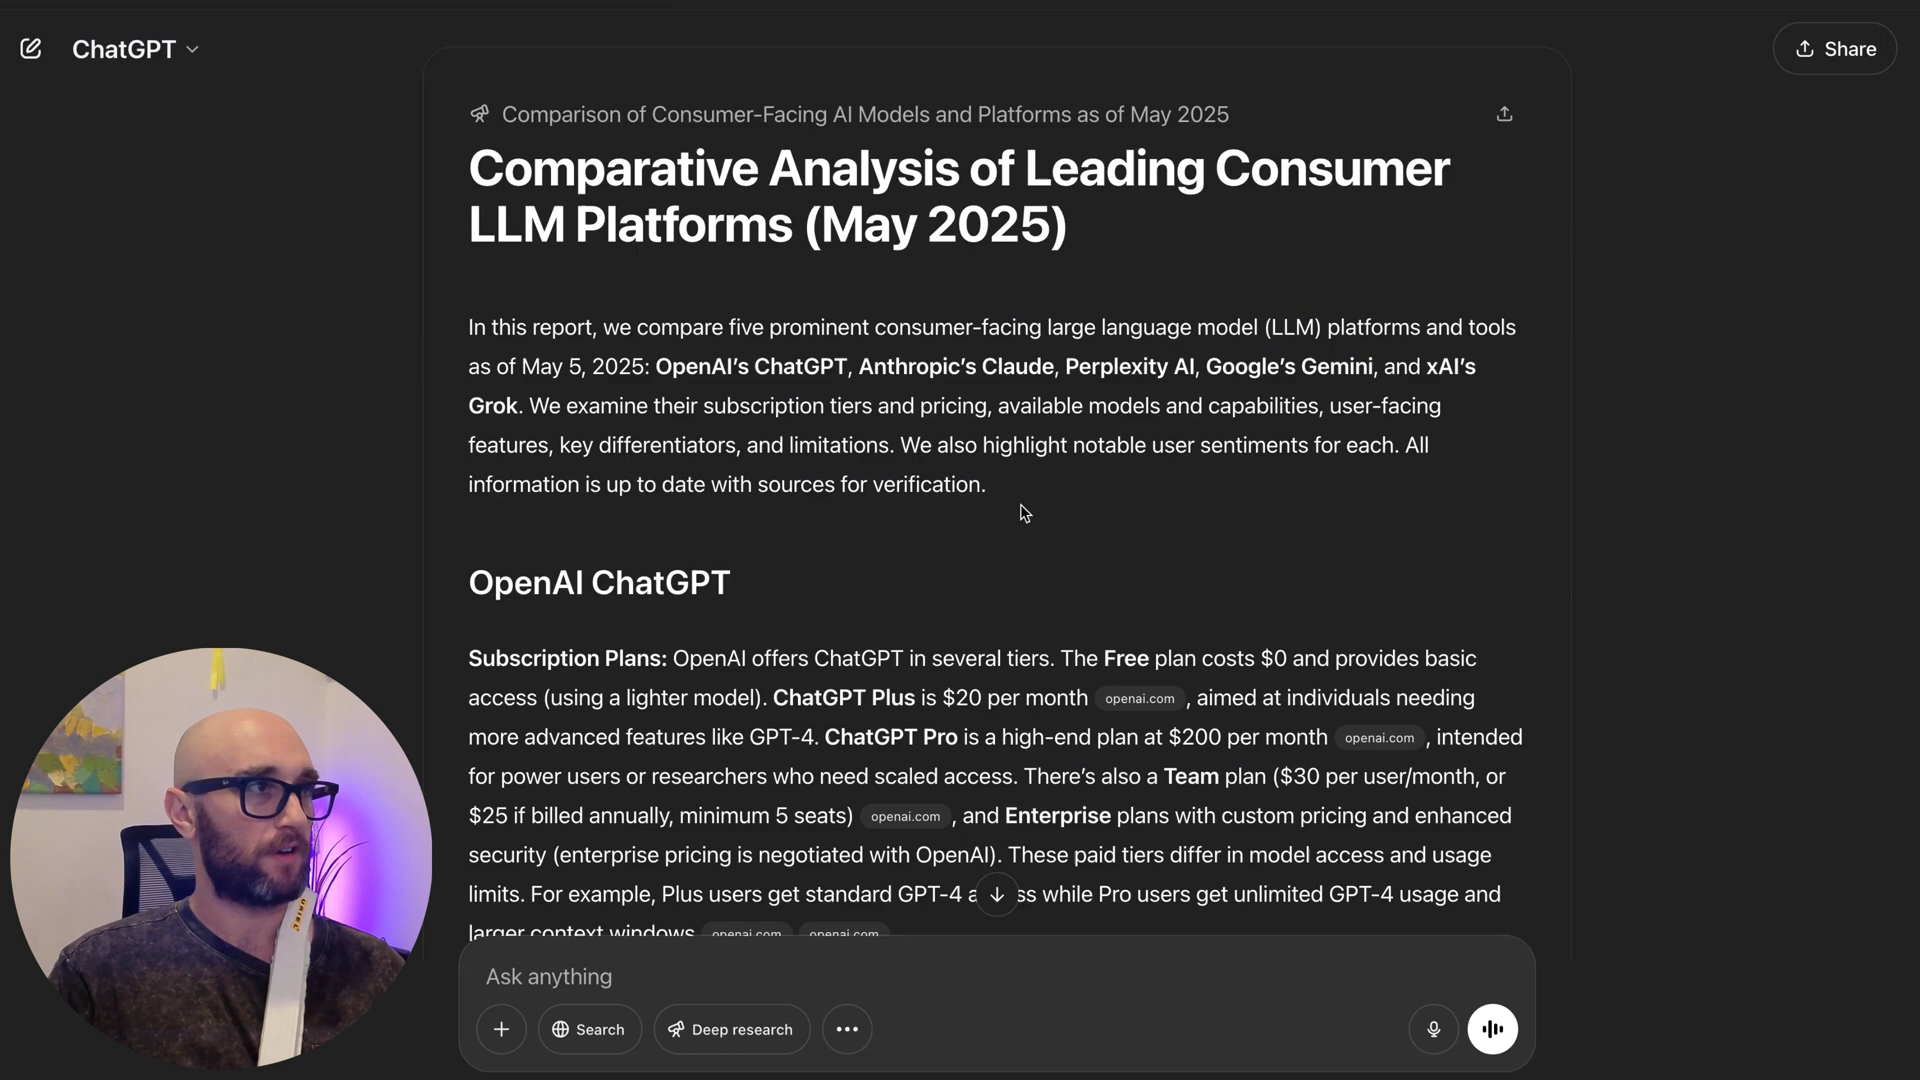 ChatGPT
Share
Comparison of Consumer-Facing AI Models and Platforms as of May 2025
Comparative Analysis of Leading Consumer
LLM Platforms (May 2025)
In this report, we compare five prominent consumer-facing large language model (LLM) platforms and tools
as of May 5, 2025: OpenAI’s ChatGPT, Anthropic’s Claude, Perplexity AI, Google’s Gemini, and xAI’s
Grok. We examine their subscription tiers and pricing, available models and capabilities, user-facing
features, key differentiators, and limitations. We also highlight notable user sentiments for each. All
information is up to date with sources for verification.
OpenAI ChatGPT
Subscription Plans: OpenAI offers ChatGPT in several tiers. The Free plan costs $0 and provides basic
access (using a lighter model). ChatGPT Plus is $20 per month openai.com , aimed at individuals needing
more advanced features like GPT-4. ChatGPT Pro is a high-end plan at $200 per month openai.com , intended
for power users or researchers who need scaled access. There’s also a Team plan ($30 per user/month, or
$25 if billed annually, minimum 5 seats) openai.com , and Enterprise plans with custom pricing and enhanced
security (enterprise pricing is negotiated with OpenAI). These paid tiers differ in model access and usage
limits. For example, Plus users get standard GPT-4 a ss while Pro users get unlimited GPT-4 usage and
larger context windows openai.com openai.com
Ask anything
Search
Deep research